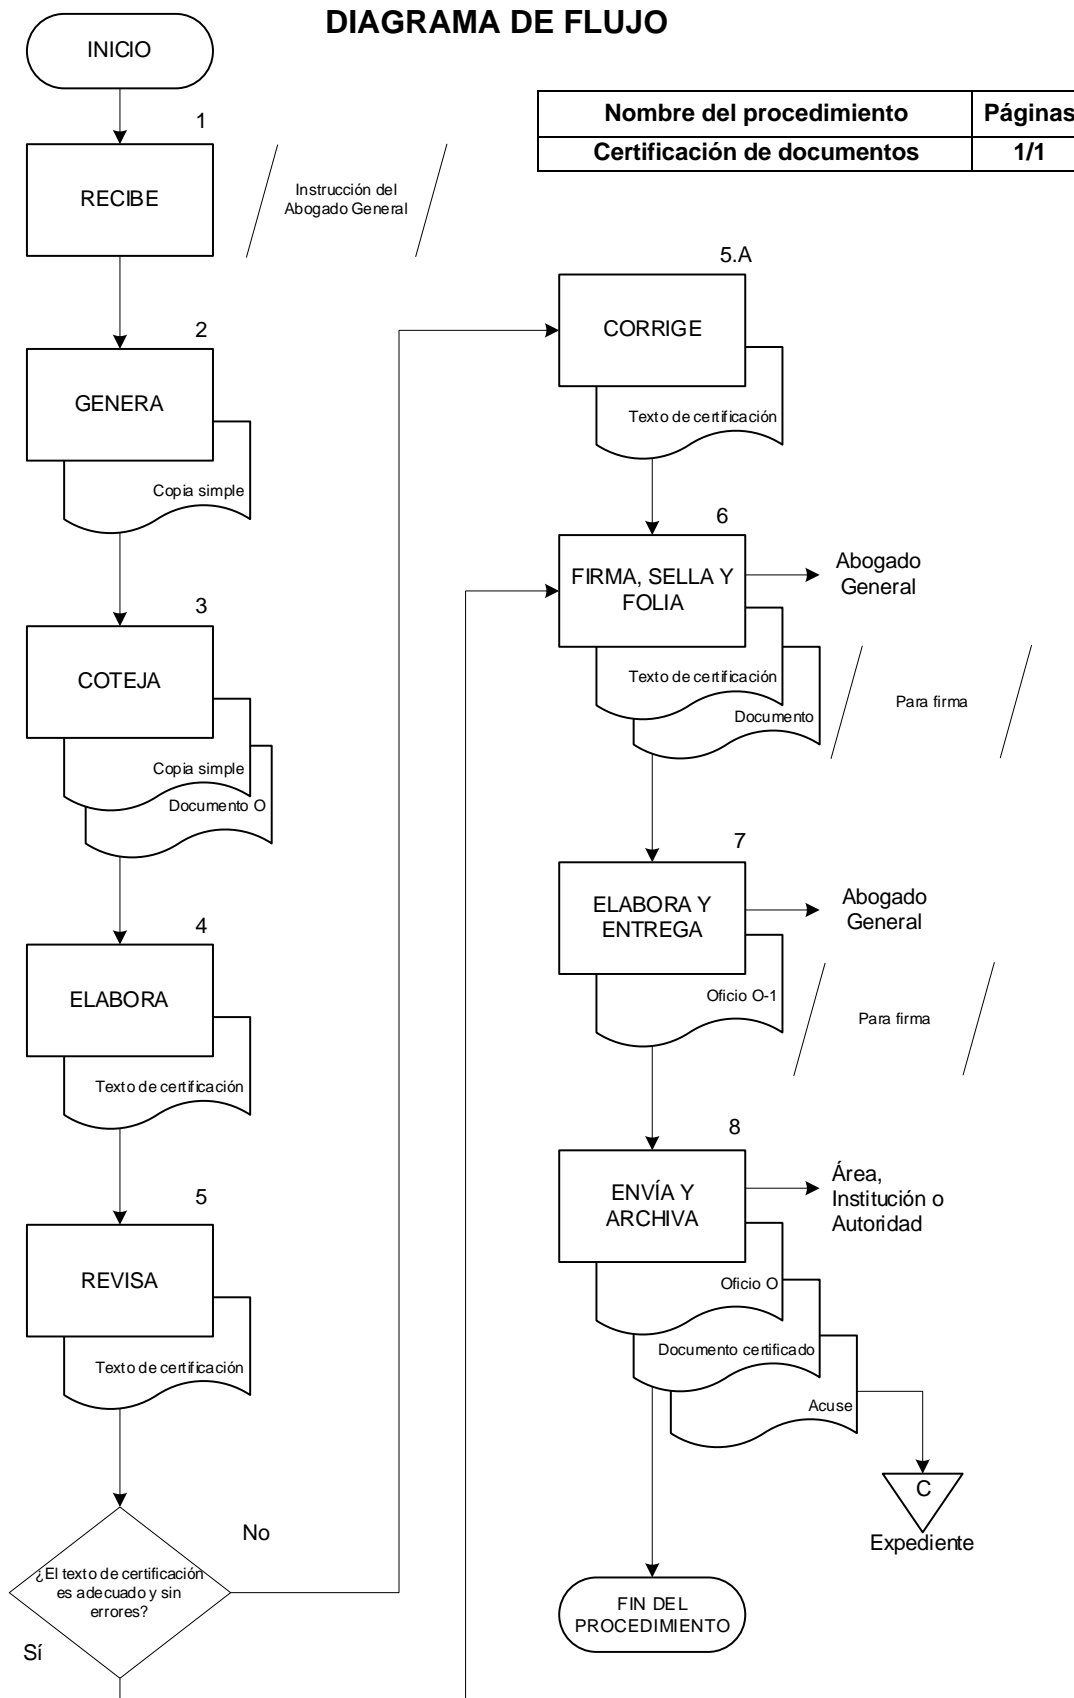 DIAGRAMA DE FLUJO
Nombre del procedimiento Páginas
Certificación de documentos 1/1
INICIO
1
RECIBE
Instrucción del
Abogado General
2
GENERA
Copia simple
3
COTEJA
Copia simple
Documento O
4
ELABORA
Texto de certificación
5
REVISA
Texto de certificación
¿El texto de certificación
es adecuado y sin
errores?
No
Sí
5.A
CORRIGE
Texto de certificación
6
FIRMA, SELLA Y
FOLIA
Abogado
General
Texto de certificación
Documento
Para firma
7
ELABORA Y
ENTREGA
Abogado
General
Oficio O-1
Para firma
8
ENVÍA Y
ARCHIVA
Área,
Institución o
Autoridad
Oficio O
Documento certificado
Acuse
C
Expediente
FIN DEL
PROCEDIMIENTO